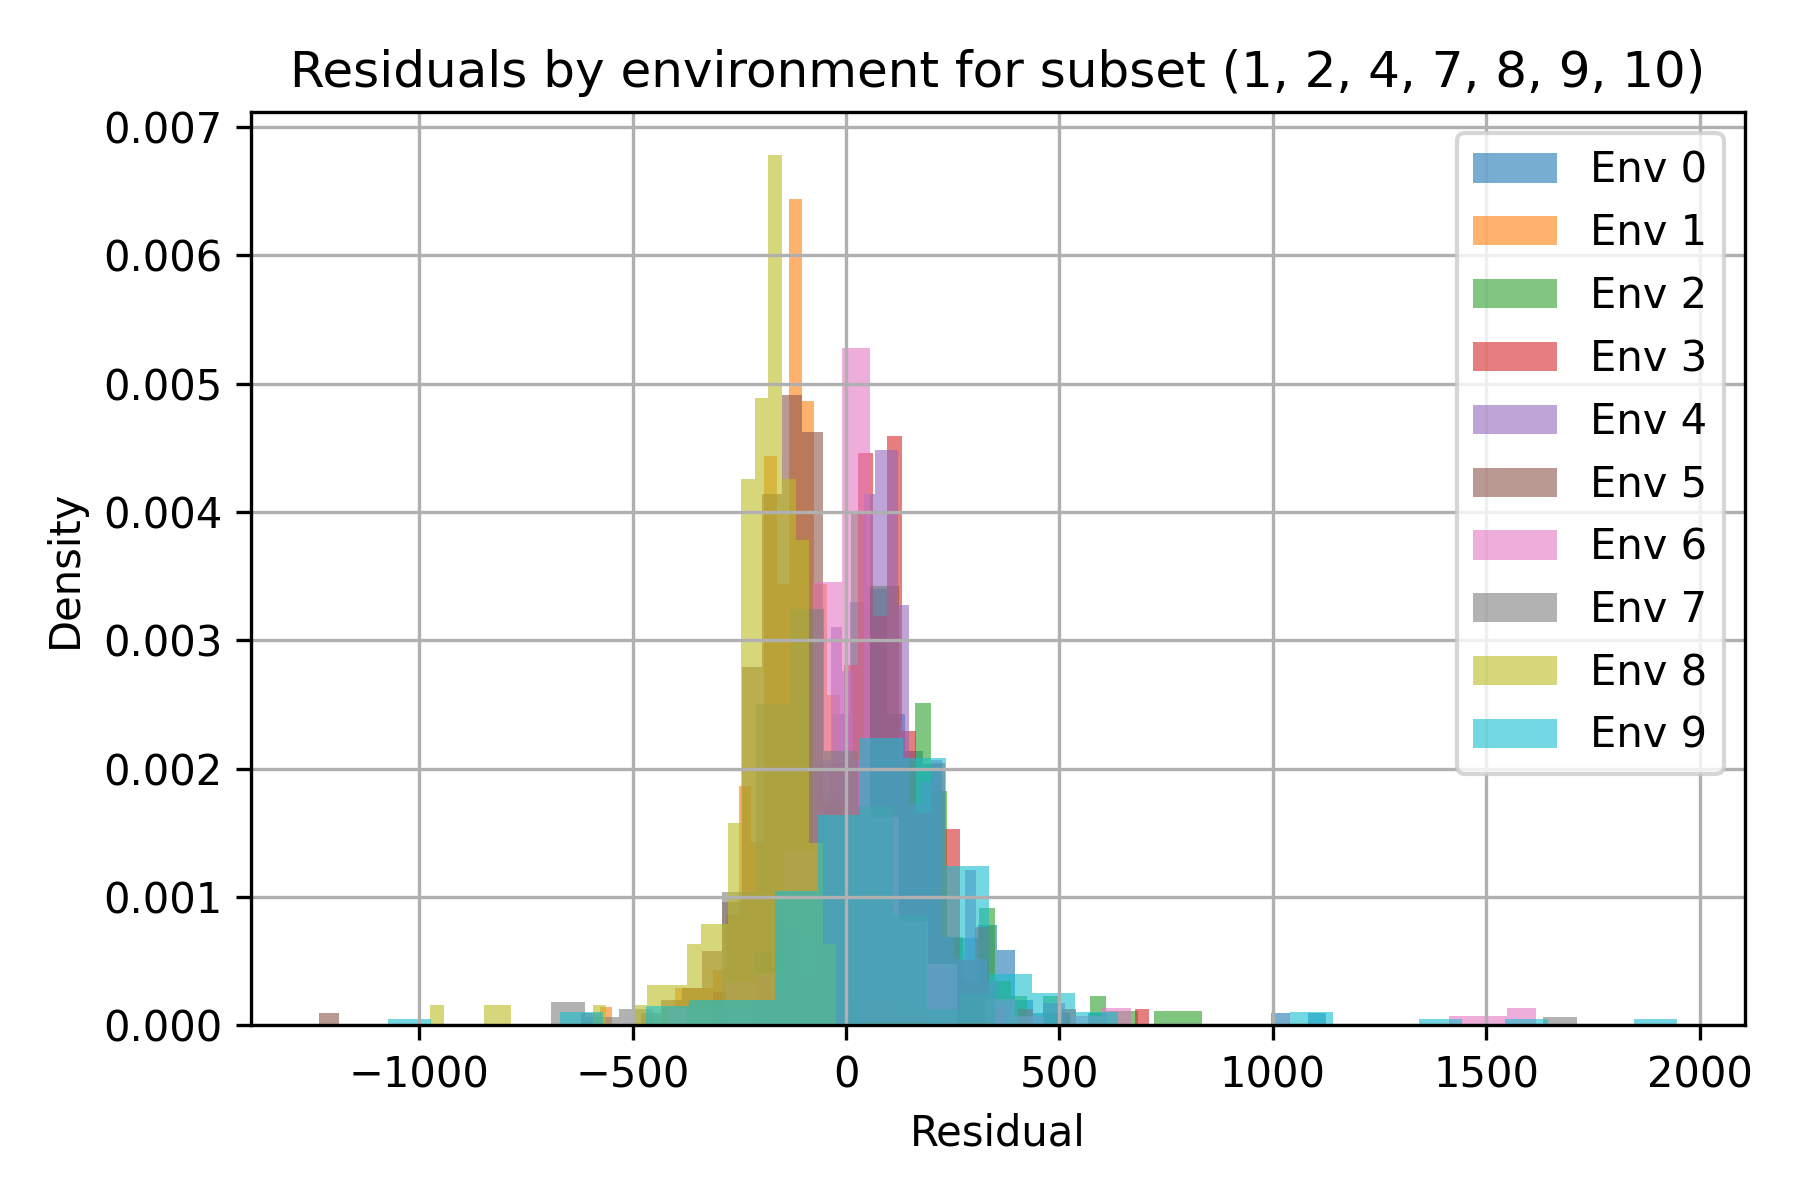 Residuals by environment for subset (1, 2, 4, 7, 8, 9, 10)
0.007
0.006
0.005
0.004
0.003
0.002
0.001
0.000
Density
Env 0
Env 1
Env 2
Env 3
Env 4
Env 5
Env 6
Env 7
Env 8
Env 9
−1000 −500 0 500 1000 1500 2000
Residual